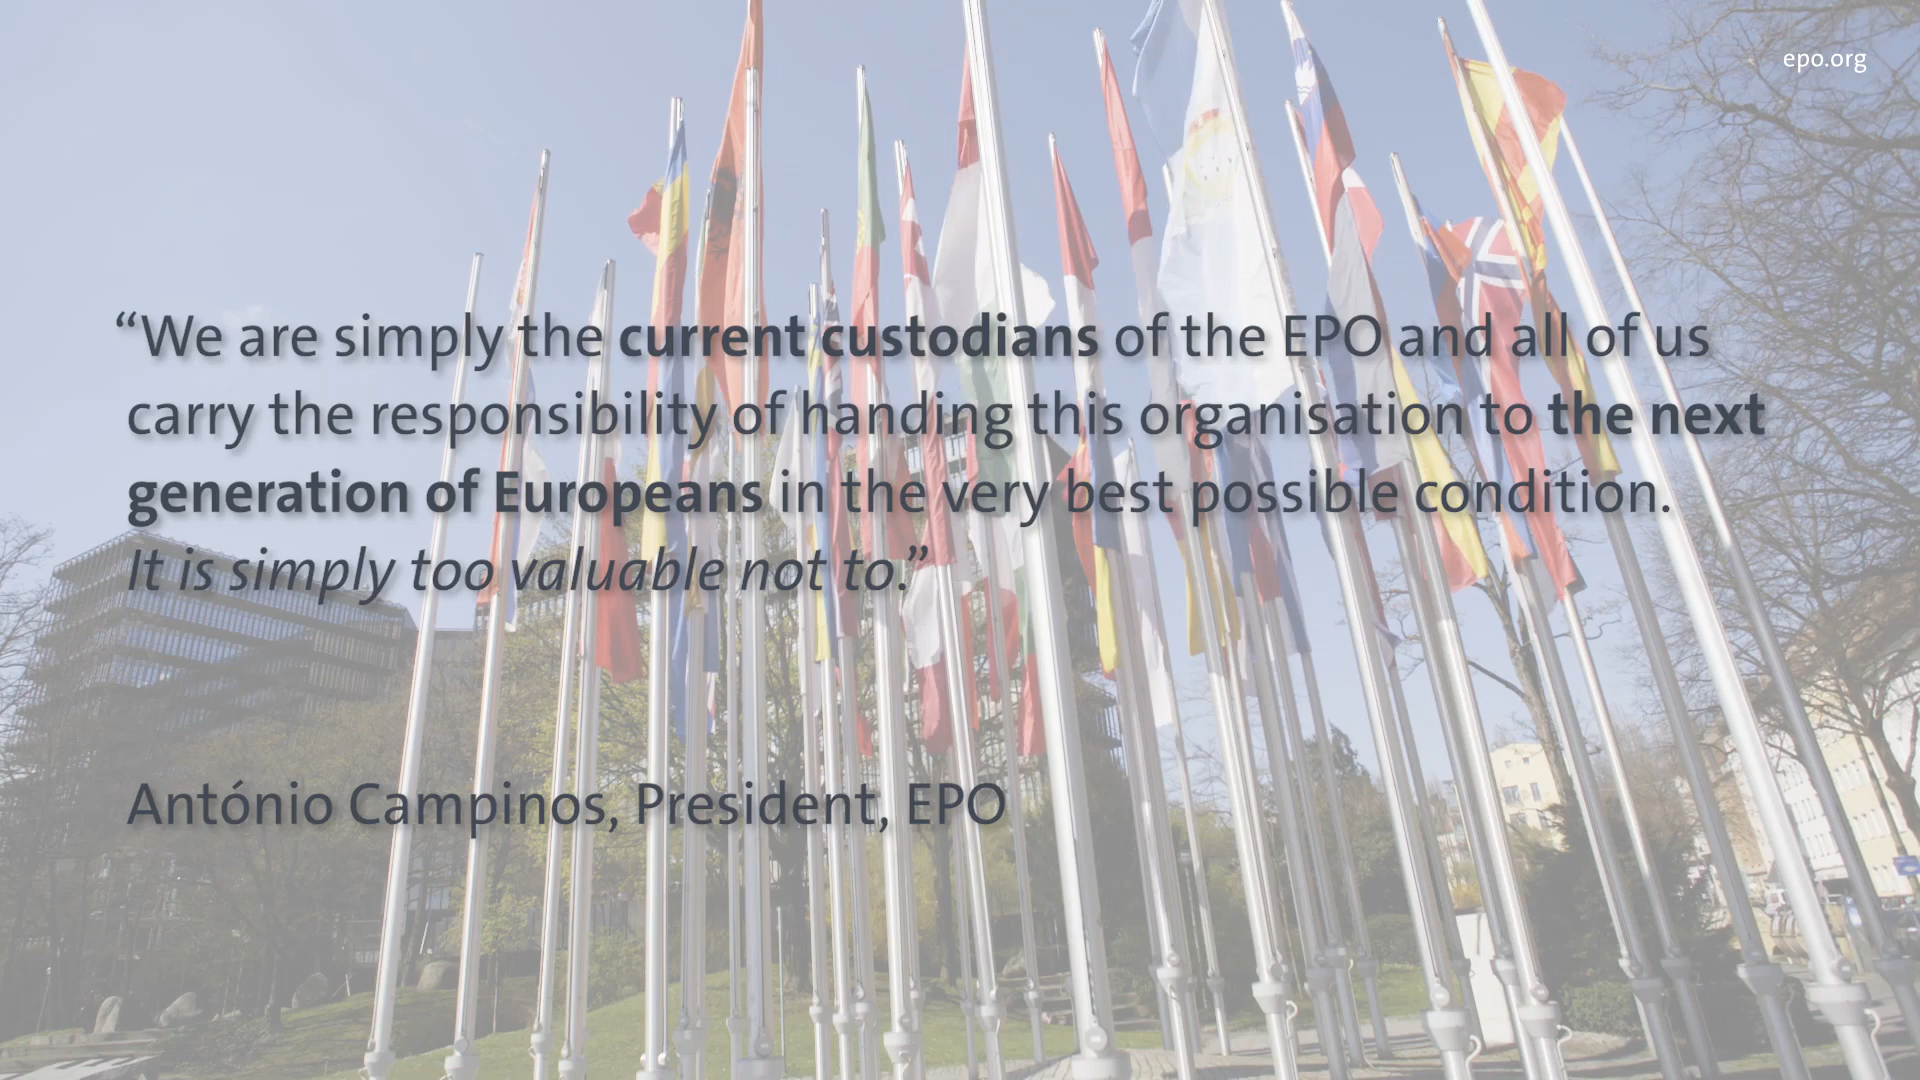 epo.org
“We are simply the current custodians of the EPO and all of us
carry the responsibility of handing this organisation to the next
generation of Europeans in the very best possible condition.
It is simply too valuable not to.”
António Campinos, President, EPO